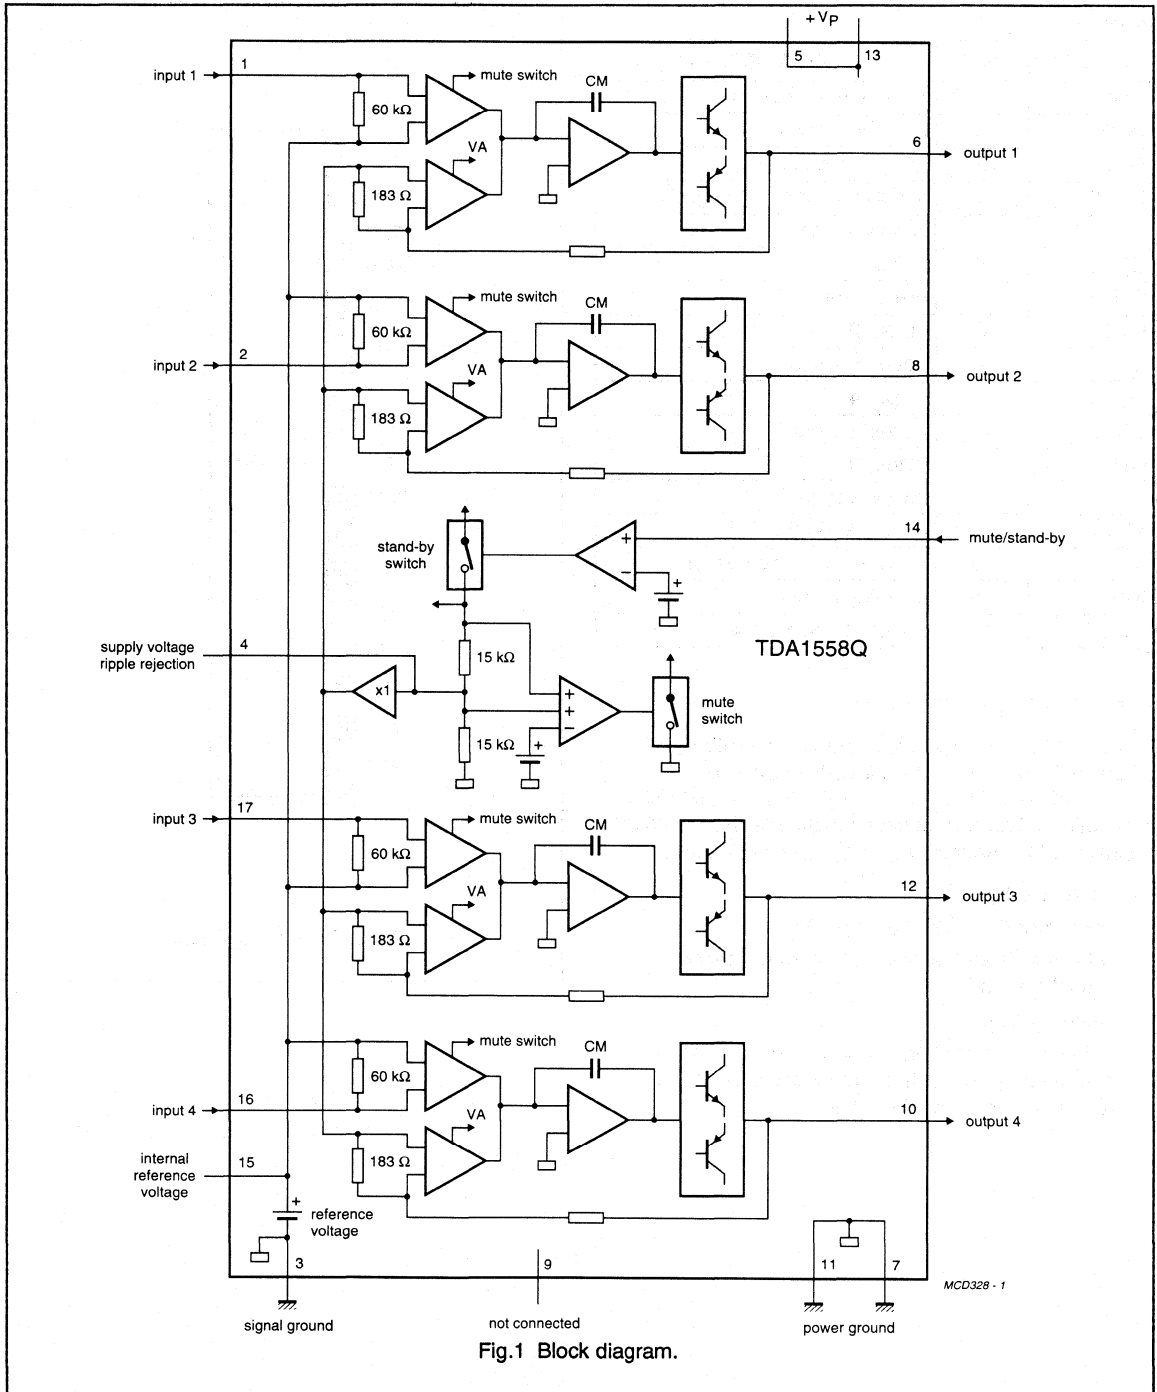 + VP
5
13
input 1
1
mute switch
CM
60 kΩ
VA
6
output 1
183 Ω
mute switch
CM
60 kΩ
input 2
2
VA
8
output 2
183 Ω
14
mute/stand-by
stand-by
switch
+
−
+
supply voltage
ripple rejection
4
15 kΩ
TDA1558Q
x1
+
+
−
mute
switch
15 kΩ
+
input 3
17
mute switch
CM
60 kΩ
VA
12
output 3
183 Ω
mute switch
CM
60 kΩ
input 4
16
VA
10
output 4
183 Ω
internal
reference
voltage
15
+
reference
voltage
3
9
11
7
MCD328 - 1
signal ground
not connected
power ground
Fig.1 Block diagram.